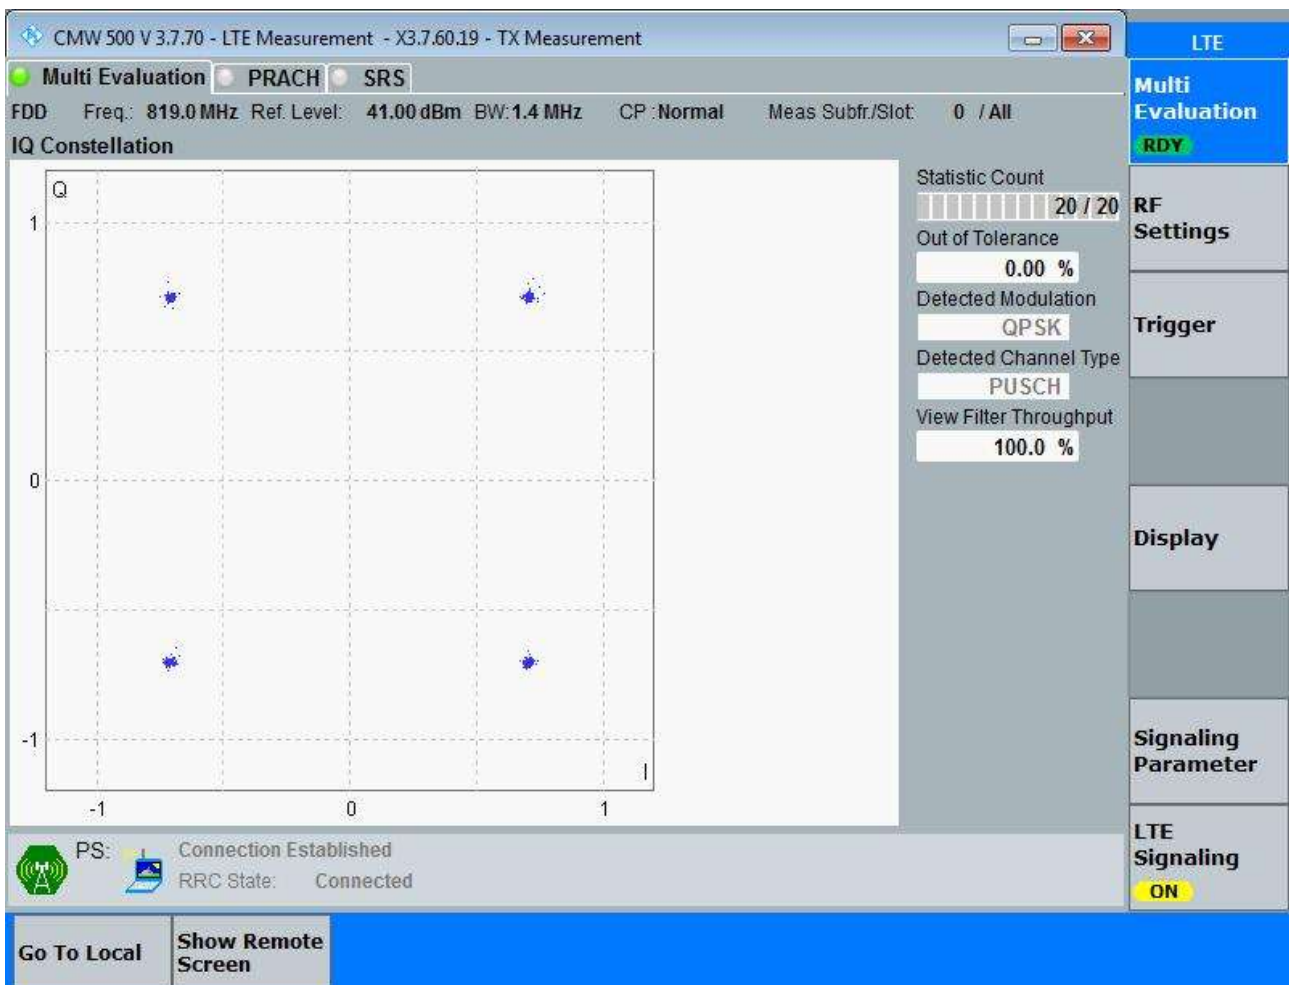 CMW 500 V 3.7.70 - LTE Measurement - X3.7.60.19 - TX Measurement
LTE
Multi Evaluation PRACH SRS
FDD Freq.: 819.0 MHz Ref. Level: 41.00 dBm BW: 1.4 MHz CP : Normal Meas Subfr./Slot: 0 / All
IQ Constellation
Q
1
0
-1
I
-1 0 1
Statistic Count
20 / 20
Out of Tolerance
0.00 %
Detected Modulation
QPSK
Detected Channel Type
PUSCH
View Filter Throughput
100.0 %
Multi
Evaluation
RDY
RF
Settings
Trigger
Display
Signaling
Parameter
LTE
Signaling
ON
PS: Connection Established
RRC State: Connected
Go To Local
Show Remote
Screen